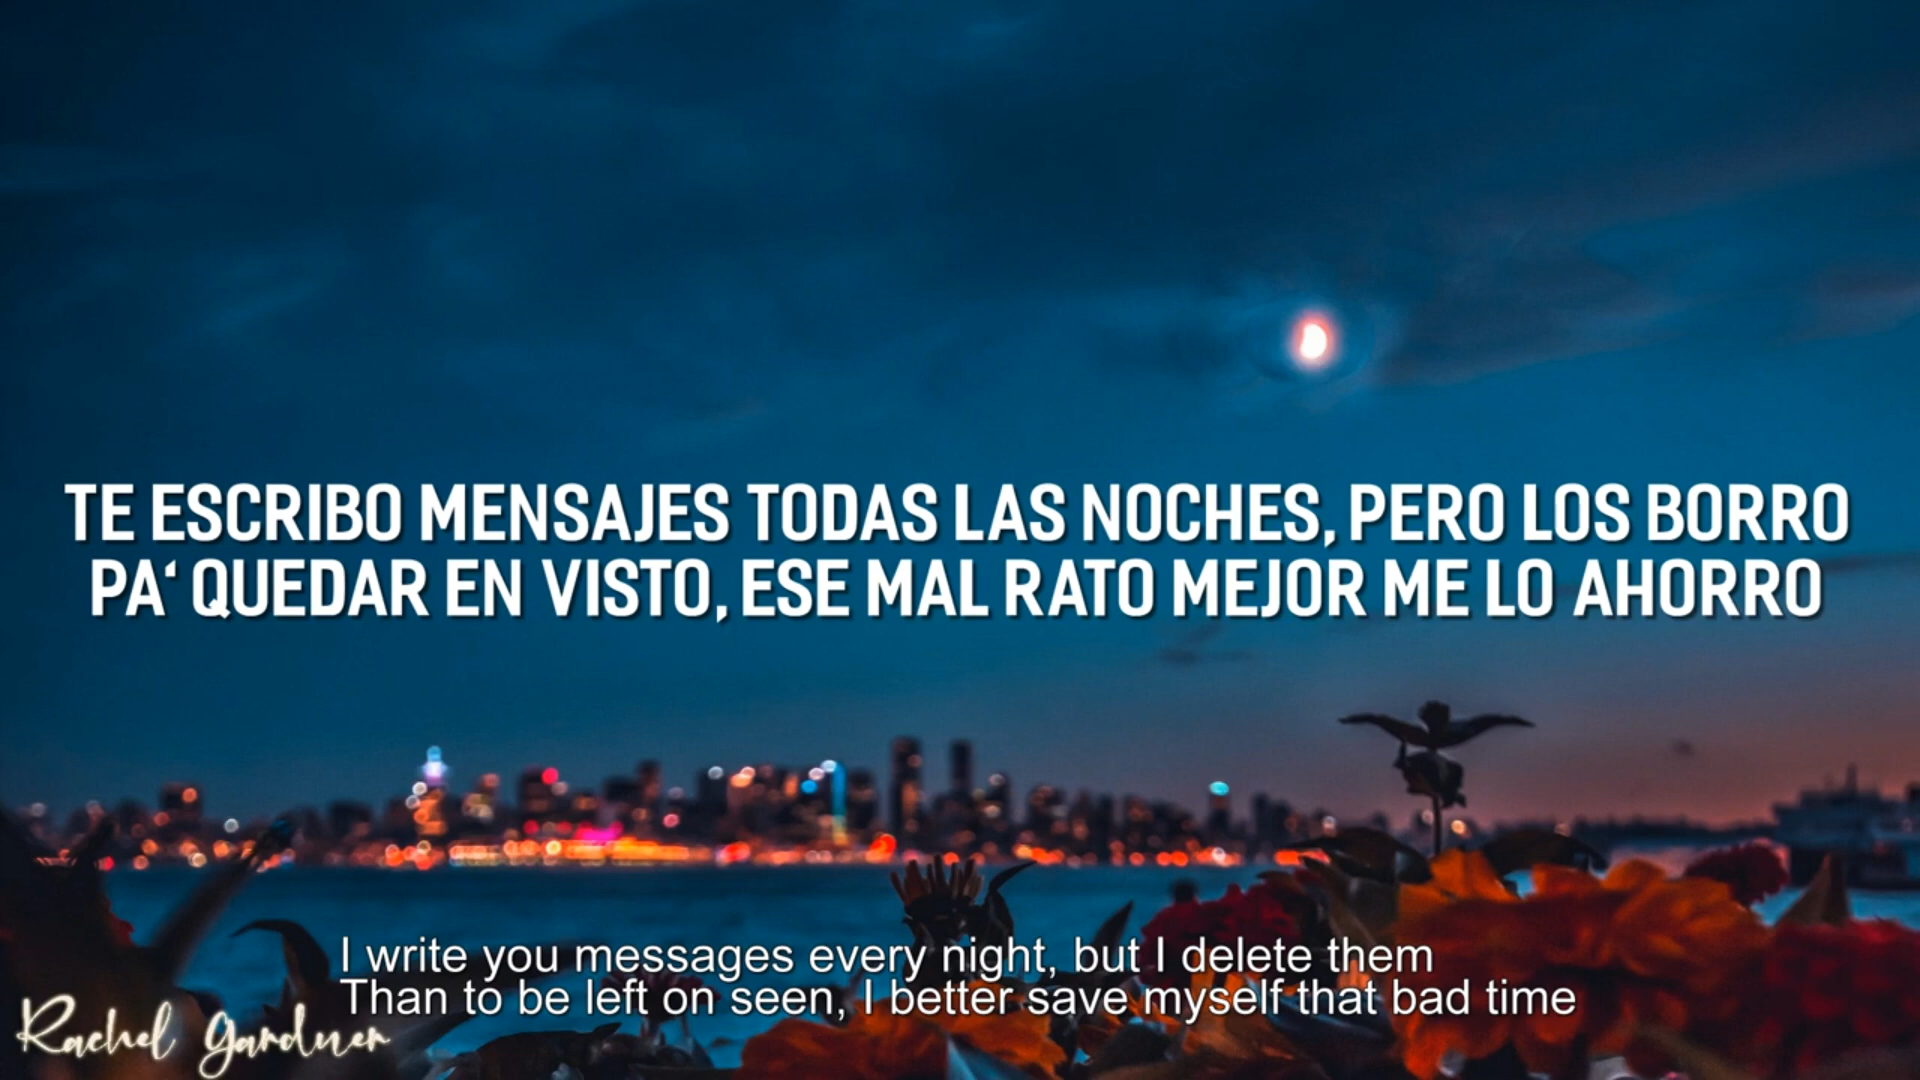 TE ESCRIBO MENSAJES TODAS LAS NOCHES, PERO LOS BORRO
PA‘ QUEDAR EN VISTO, ESE MAL RATO MEJOR ME LO AHORRO
I write you messages every night, but I delete them
Than to be left on seen, I better save myself that bad time
Rachel Gardner